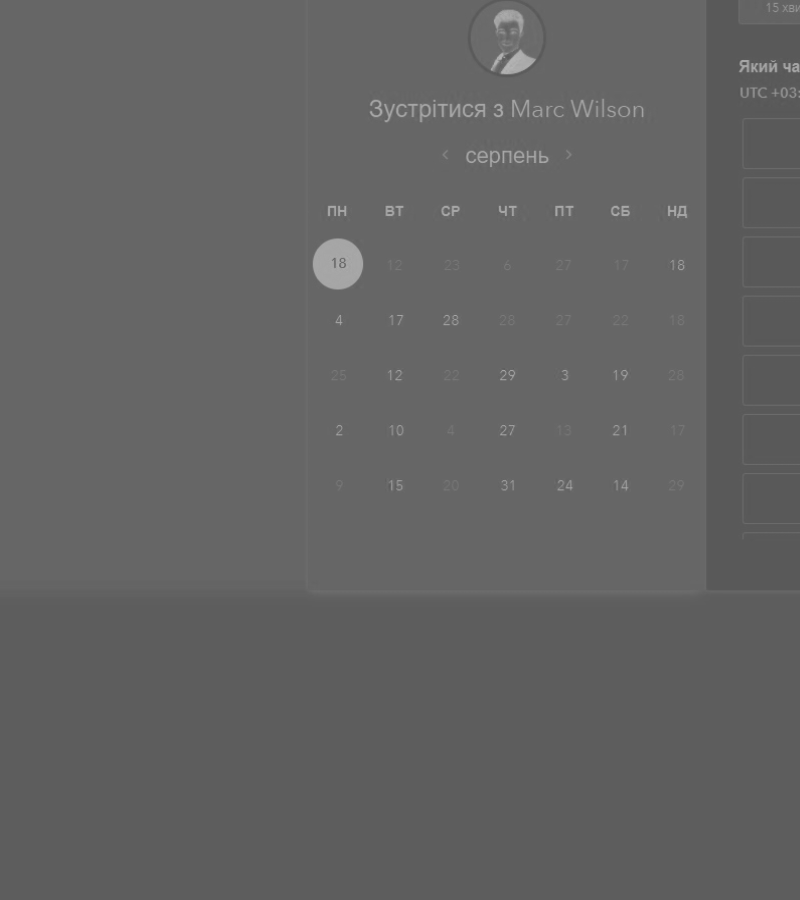 15 хви
Який ча
UTC +03:
Зустрітися з Marc Wilson
< серпень >
ПН ВТ СР ЧТ ПТ СБ НД
18 12 23 6 27 17 18
4 17 28 28 27 22 18
25 12 22 29 3 19 26
2 10 4 27 13 21 17
9 15 20 31 24 14 29